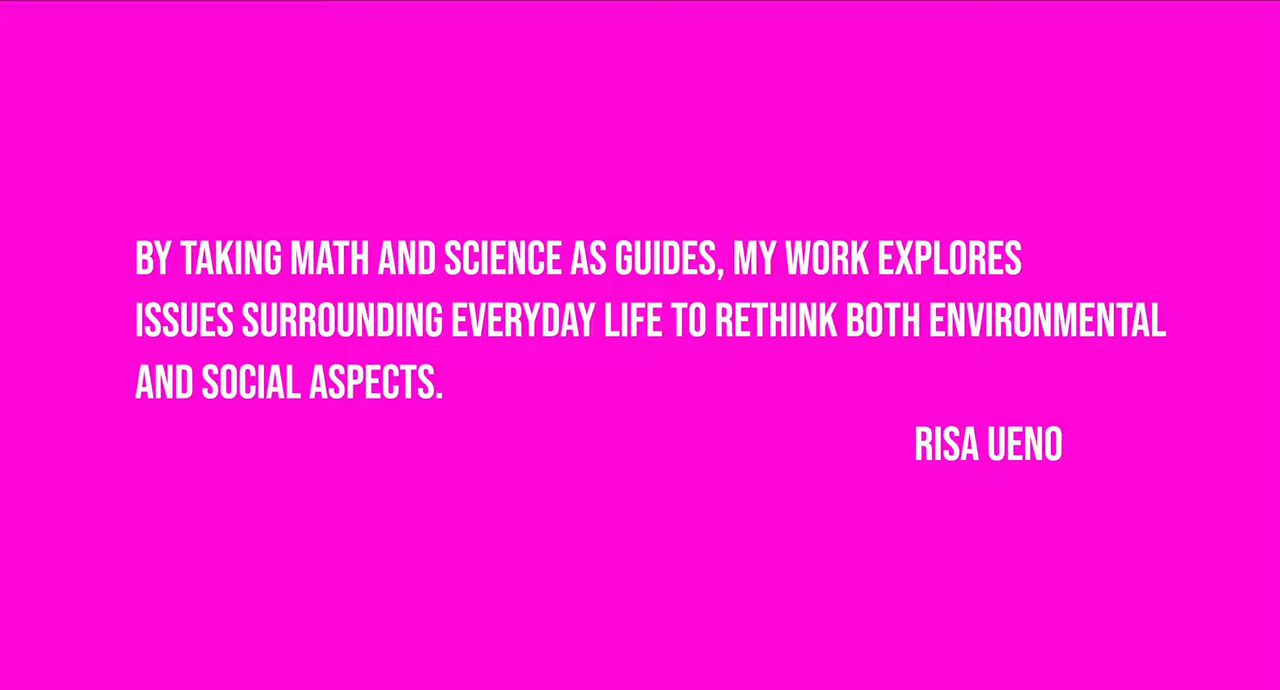 BY TAKING MATH AND SCIENCE AS GUIDES, MY WORK EXPLORES
ISSUES SURROUNDING EVERYDAY LIFE TO RETHINK BOTH ENVIRONMENTAL
AND SOCIAL ASPECTS.
RISA UENO